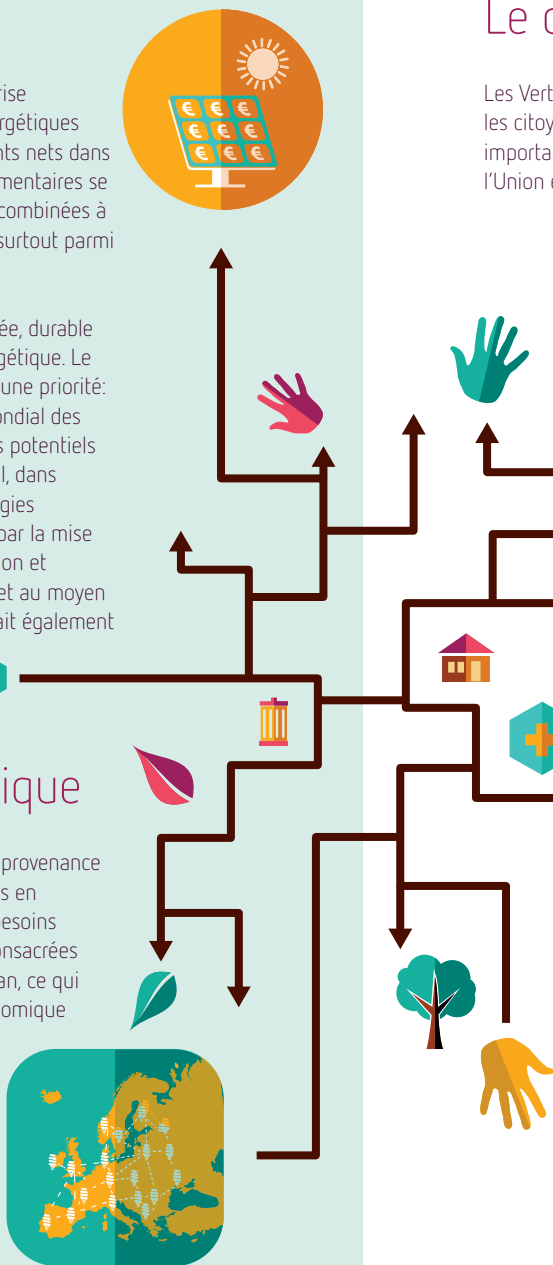 rise
rgétiques
nts nets dans
mentaires se
combinées à
surtout parmi
ée, durable
gétique. Le
une priorité:
ondial des
s potentiels
l, dans
gies
par la mise
on et
et au moyen
ait également
ique
provenance
s en
besoins
onsacrées
an, ce qui
omique
Le c
Les Vert
les citoy
importa
l'Union e
€ € €
€ € €
€ € €